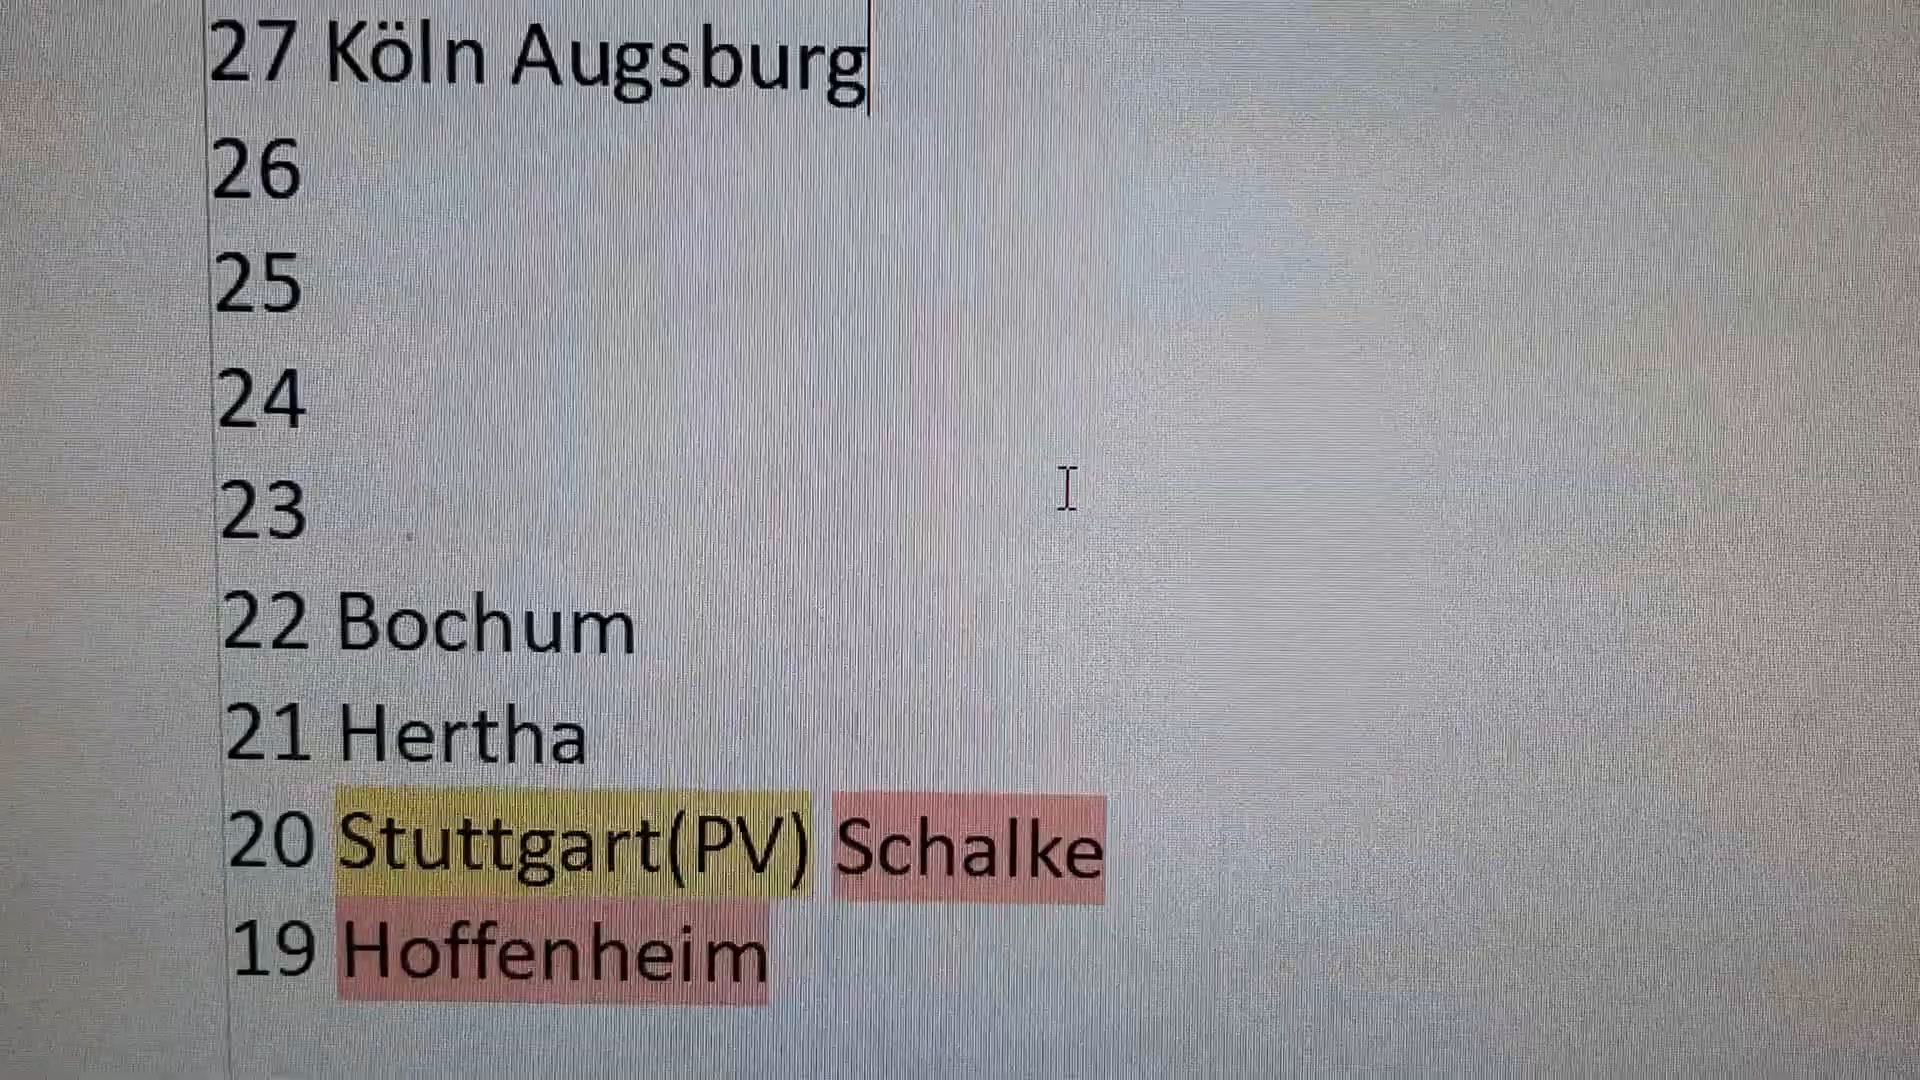 27 Köln Augsburg
26
25
24
23
22 Bochum
21 Hertha
20 Stuttgart(PV) Schalke
19 Hoffenheim